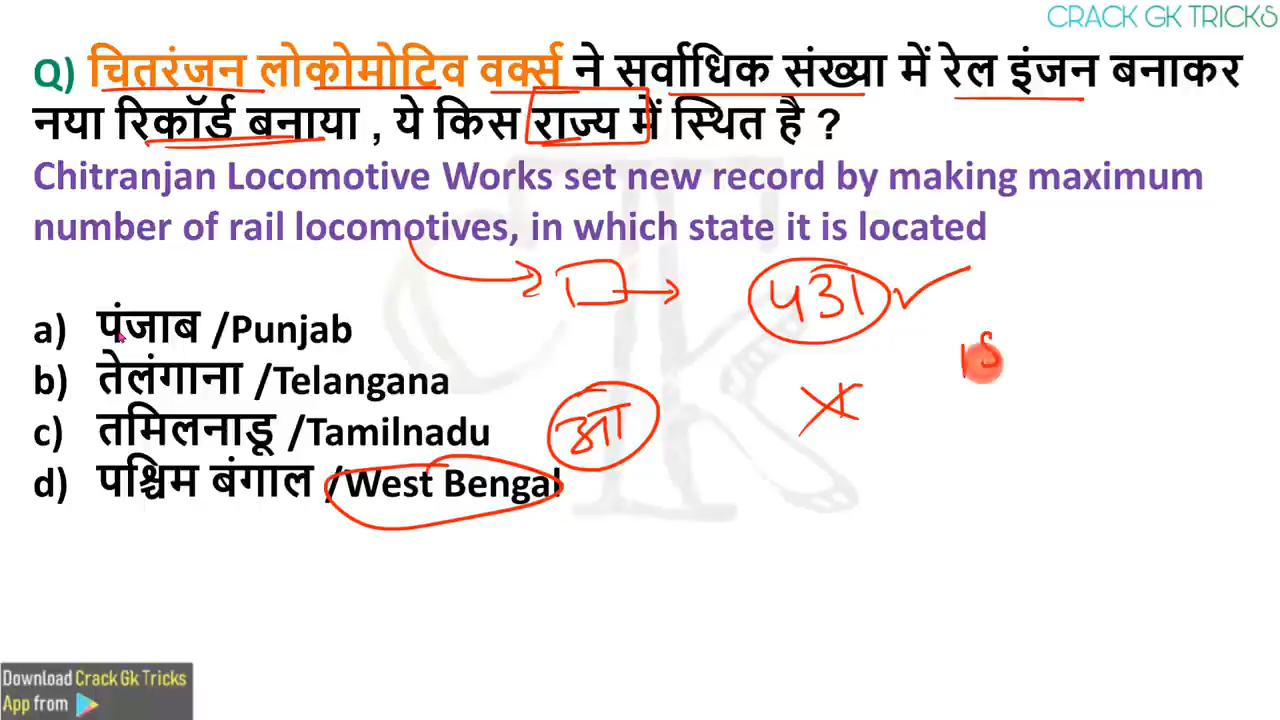 CRACK GK TRICKS
Q) चितरंजन लोकोमोटिव वर्क्स ने सर्वाधिक संख्या में रेल इंजन बनाकर
नया रिकॉर्ड बनाया , ये किस राज्य में स्थित है ?
Chitranjan Locomotive Works set new record by making maximum
number of rail locomotives, in which state it is located
431
a) पंजाब /Punjab
b) तेलंगाना /Telangana
c) तमिलनाडू /Tamilnadu
d) पश्चिम बंगाल /West Bengal
Download Crack Gk Tricks
App from